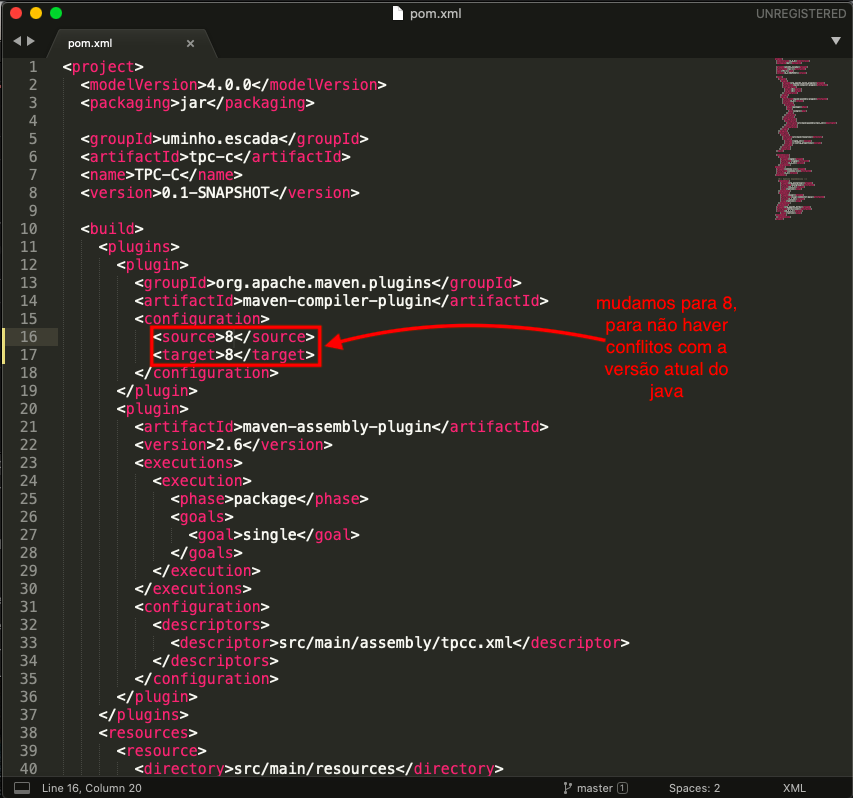 pom.xml
UNREGISTERED
pom.xml
1 <project>
2 <modelVersion>4.0.0</modelVersion>
3 <packaging>jar</packaging>
4
5 <groupId>uminho.escada</groupId>
6 <artifactId>tpc-c</artifactId>
7 <name>TPC-C</name>
8 <version>0.1-SNAPSHOT</version>
9
10 <build>
11 <plugins>
12 <plugin>
13 <groupId>org.apache.maven.plugins</groupId>
14 <artifactId>maven-compiler-plugin</artifactId>
15 <configuration>
16 <source>8</source>
17 <target>8</target>
18 </configuration>
19 </plugin>
20 <plugin>
21 <artifactId>maven-assembly-plugin</artifactId>
22 <version>2.6</version>
23 <executions>
24 <execution>
25 <phase>package</phase>
26 <goals>
27 <goal>single</goal>
28 </goals>
29 </execution>
30 </executions>
31 <configuration>
32 <descriptors>
33 <descriptor>src/main/assembly/tpcc.xml</descriptor>
34 </descriptors>
35 </configuration>
36 </plugin>
37 </plugins>
38 <resources>
39 <resource>
40 <directory>src/main/resources</directory>
mudamos para 8,
para não haver
conflitos com a
versão atual do
java
Line 16, Column 20
master 1
Spaces: 2
XML